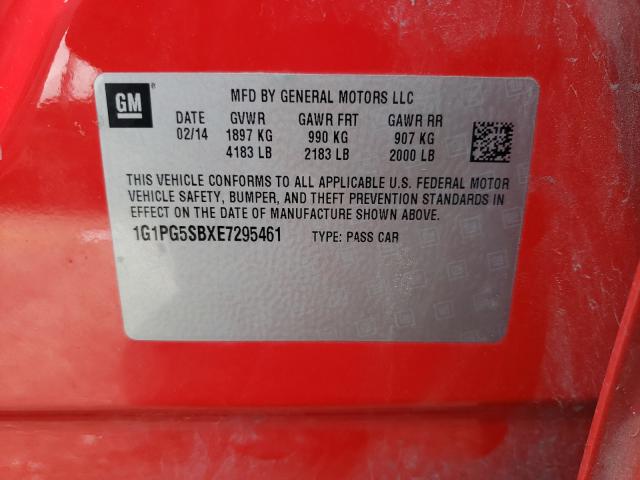 GM ® MFD BY GENERAL MOTORS LLC
DATE GVWR GAWR FRT GAWR RR
02/14 1897 KG 990 KG 907 KG
4183 LB 2183 LB 2000 LB
THIS VEHICLE CONFORMS TO ALL APPLICABLE U.S. FEDERAL MOTOR
VEHICLE SAFETY, BUMPER, AND THEFT PREVENTION STANDARDS IN
EFFECT ON THE DATE OF MANUFACTURE SHOWN ABOVE.
1G1PG5SBXE7295461 TYPE: PASS CAR